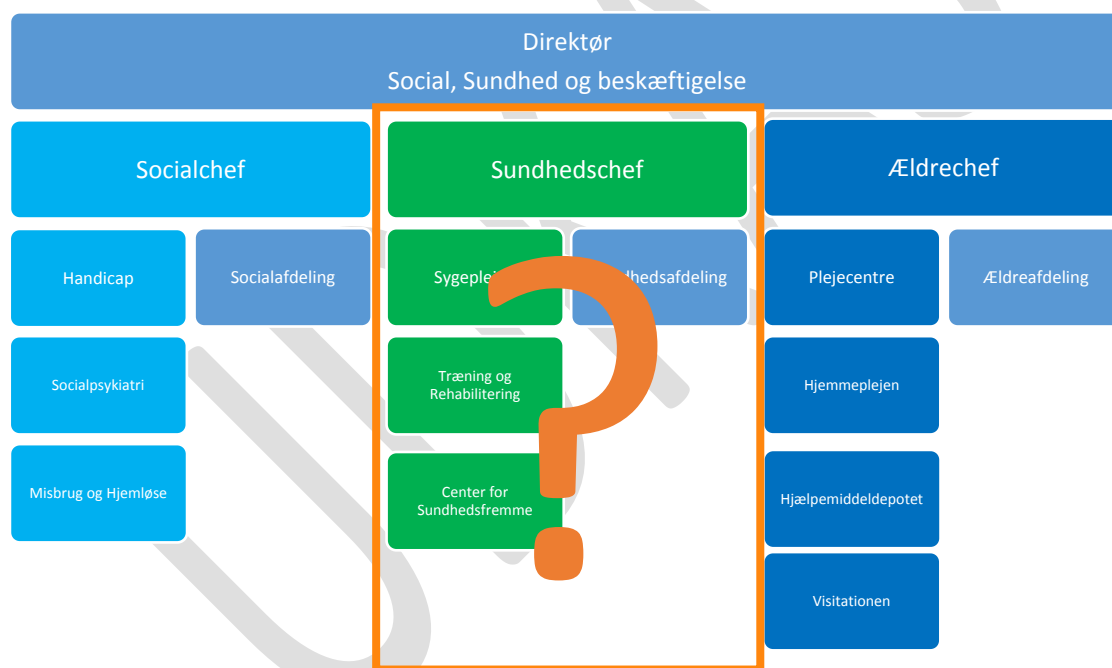 Direktør
Social, Sundhed og beskæftigelse
Socialchef
Sundhedschef
Ældrechef
Handicap
Socialafdeling
Plejecentre
Ældreafdeling
Socialpsykiatri
Træning og
Rehabilitering
Hjemmeplejen
Misbrug og Hjemløse
Center for
Sundhedsfremme
Hjælpemiddeldepotet
Visitationen
?